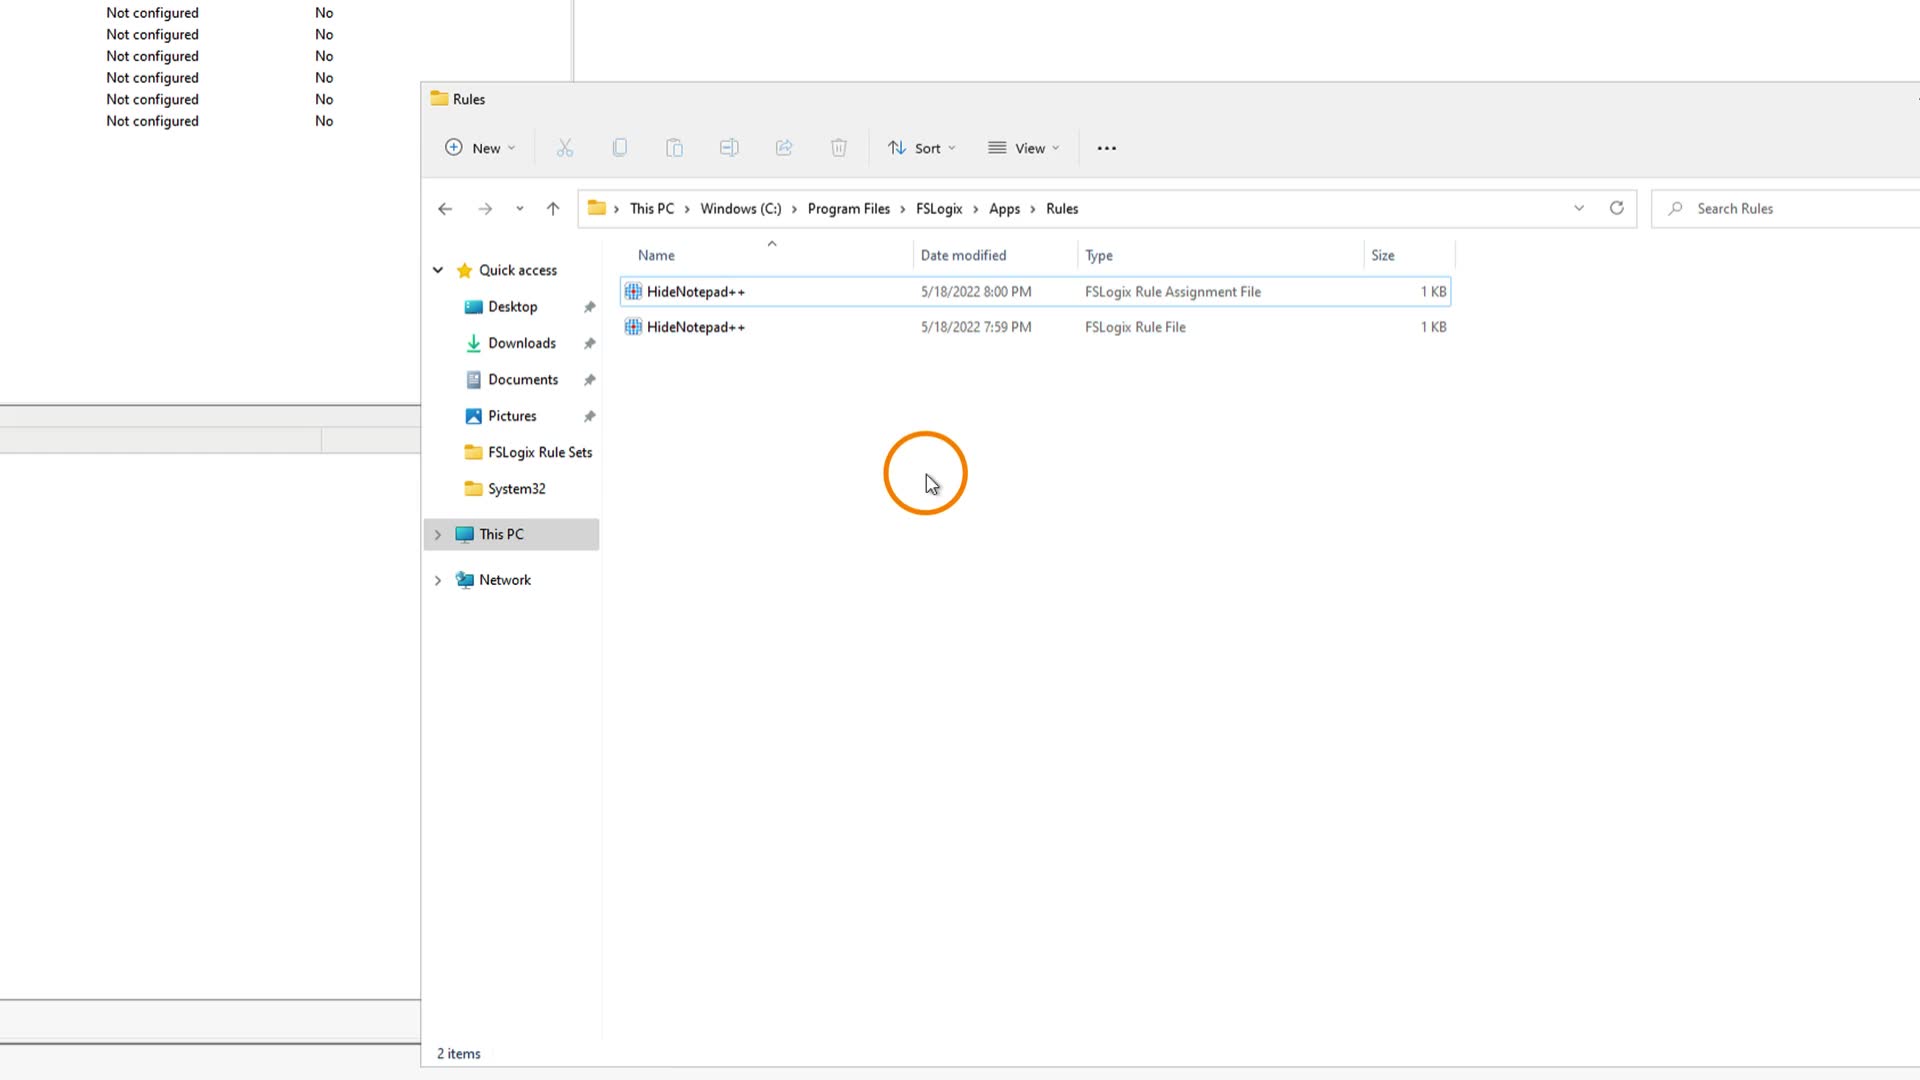 Not configured No
Not configured No
Not configured No
Not configured No
Not configured No
Not configured No
Rules
New Sort View
This PC Windows (C:) Program Files FSLogix Apps Rules Search Rules
Name Date modified Type Size
Quick access
HideNotepad++ 5/18/2022 8:00 PM FSLogix Rule Assignment File 1 KB
Desktop
HideNotepad++ 5/18/2022 7:59 PM FSLogix Rule File 1 KB
Downloads
Documents
Pictures
FSLogix Rule Sets
System32
This PC
Network
2 items